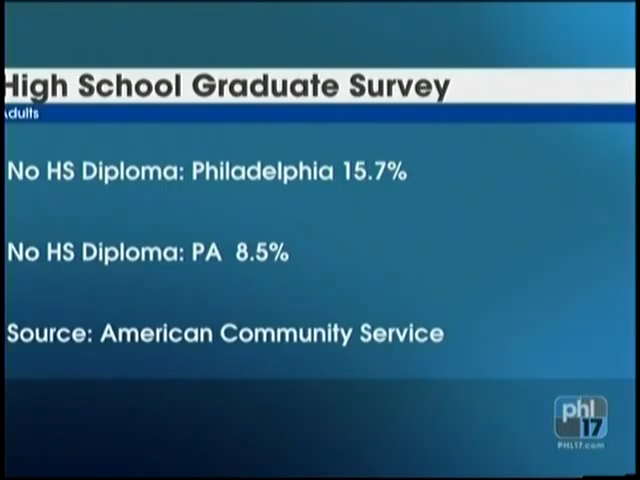 High School Graduate Survey
Adults
No HS Diploma: Philadelphia 15.7%
No HS Diploma: PA 8.5%
Source: American Community Service
phl
17
PHL17.com